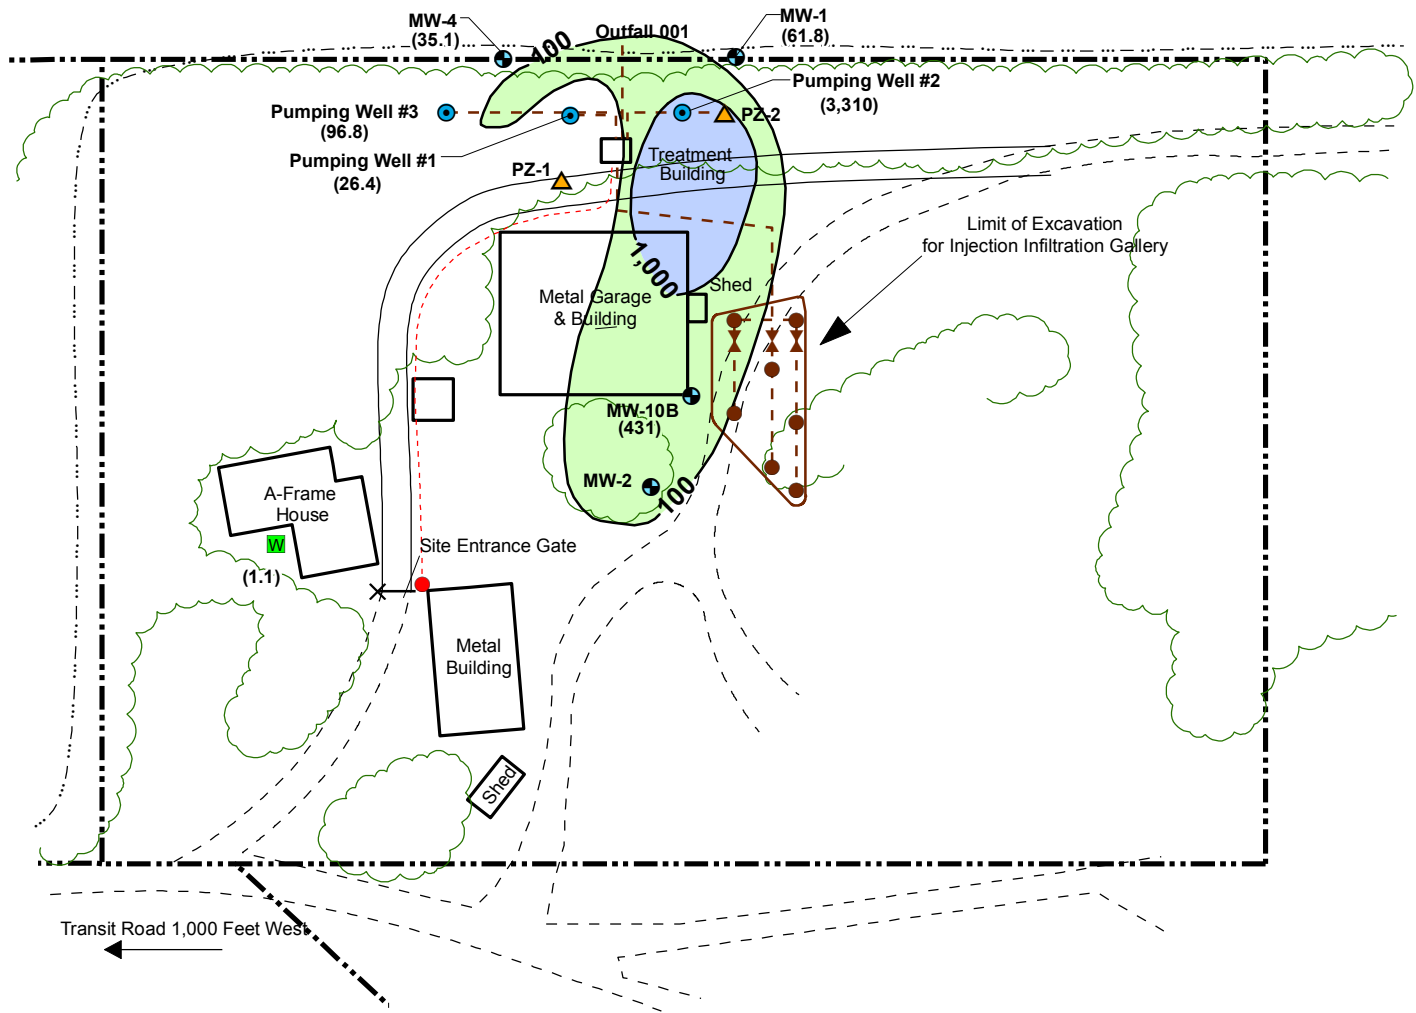 MW-4
(35.1)
100
Outfall 001
MW-1
(61.8)
Pumping Well #2
(3,310)
Pumping Well #3
(96.8)
PZ-2
Pumping Well #1
(26.4)
PZ-1
Treatment
Building
Limit of Excavation
for Injection Infiltration Gallery
1,000
Shed
Metal Garage
& Building
MW-10B
(431)
MW-2
100
A-Frame
House
W
(1.1)
Site Entrance Gate
Metal
Building
Shed
Transit Road 1,000 Feet West